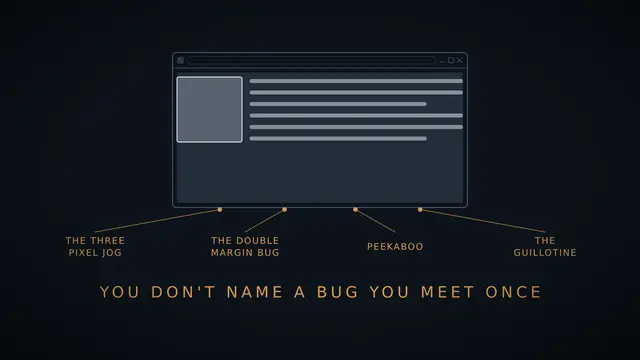 THE THREE
PIXEL JOG
THE DOUBLE
MARGIN BUG
PEEKABOO
THE
GUILLOTINE
YOU DON'T NAME A BUG YOU MEET ONCE